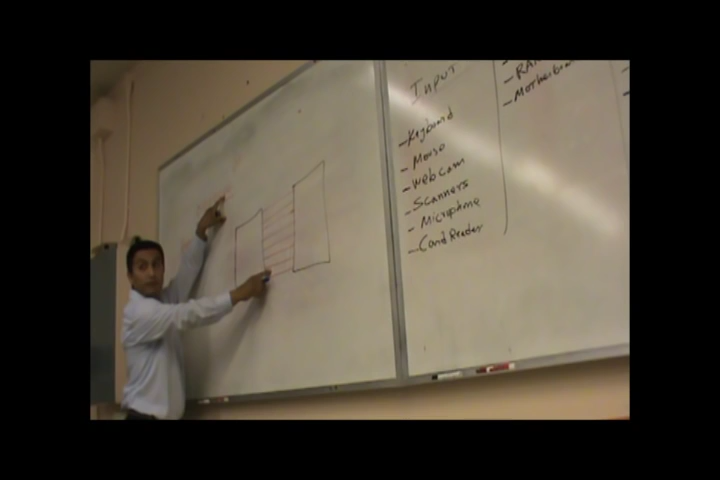 Input
- Keyboard
- Mouse
- Webcam
- Scanners
- Microphone
- Card Reader
- RAM
- Motherboard